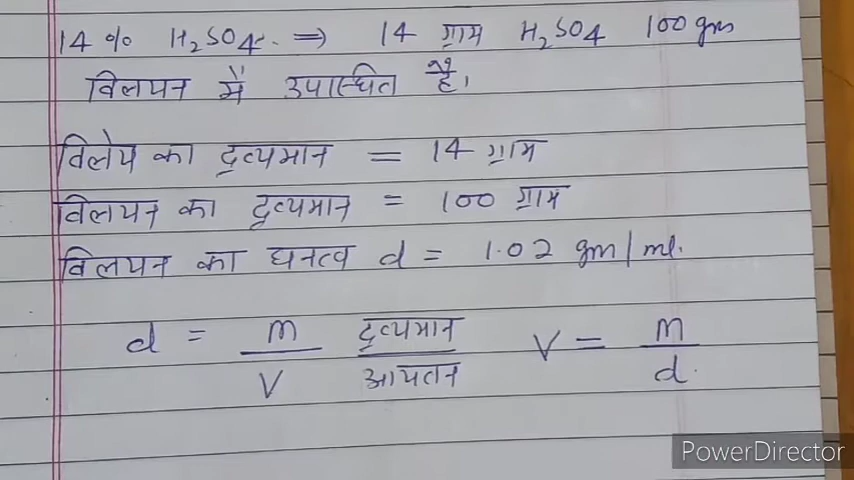 14 % H₂SO₄. ⇒ 14 ग्राम H₂SO₄ 100 gm
विलयन में उपास्थित है।
विलेय का द्रव्यमान = 14 ग्राम
विलयन का द्रव्यमान = 100 ग्राम
विलयन का घनत्व d = 1.02 gm/ml.
d = m/V द्रव्यमान/आयतन V = m/d.
PowerDirector